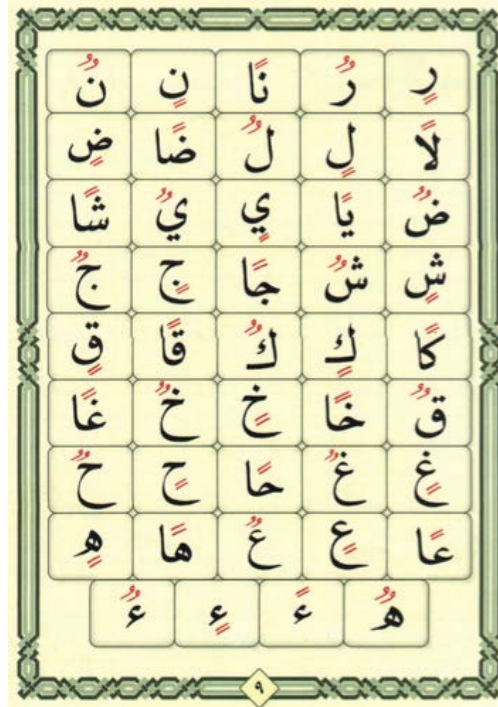 رٍ رٌ نًا نٍ نٌ
لًا لٍ لٌ ضًا ضٍ
ضٌ يًا يٍ يٌ شًا
شٍ شٌ جًا جٍ جٌ
كًا كٍ كٌ قًا قٍ
قٌ خًا خٍ خٌ غًا
غٍ غٌ حًا حٍ حٌ
عًا عٍ عٌ هًا هٍ
هٌ ءً ءٍ ءٌ
٩